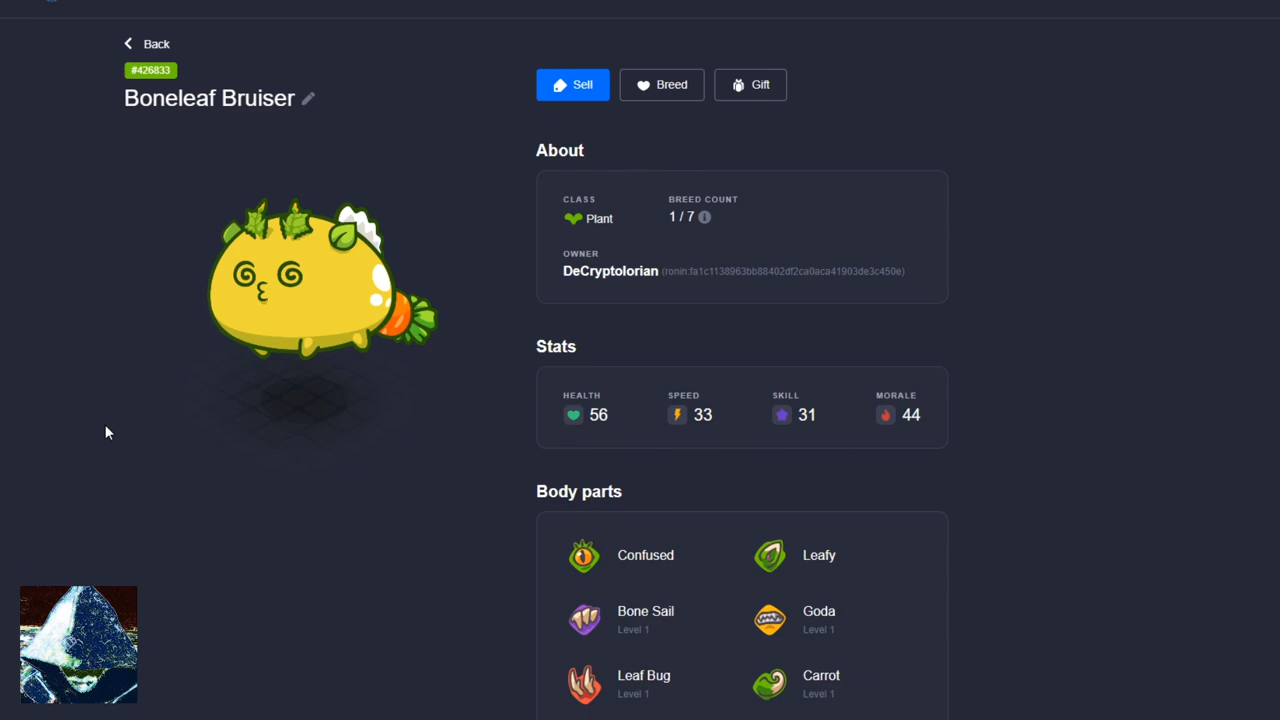 Back
#426833
Boneleaf Bruiser
Sell
Breed
Gift
About
CLASS
BREED COUNT
Plant
1 / 7
OWNER
DeCryptolorian (ronin:fa1c1138963bb88402df2ca0aca41903de3c450e)
Stats
HEALTH
SPEED
SKILL
MORALE
56
33
31
44
Body parts
Confused
Leafy
Bone Sail
Level 1
Goda
Level 1
Leaf Bug
Level 1
Carrot
Level 1